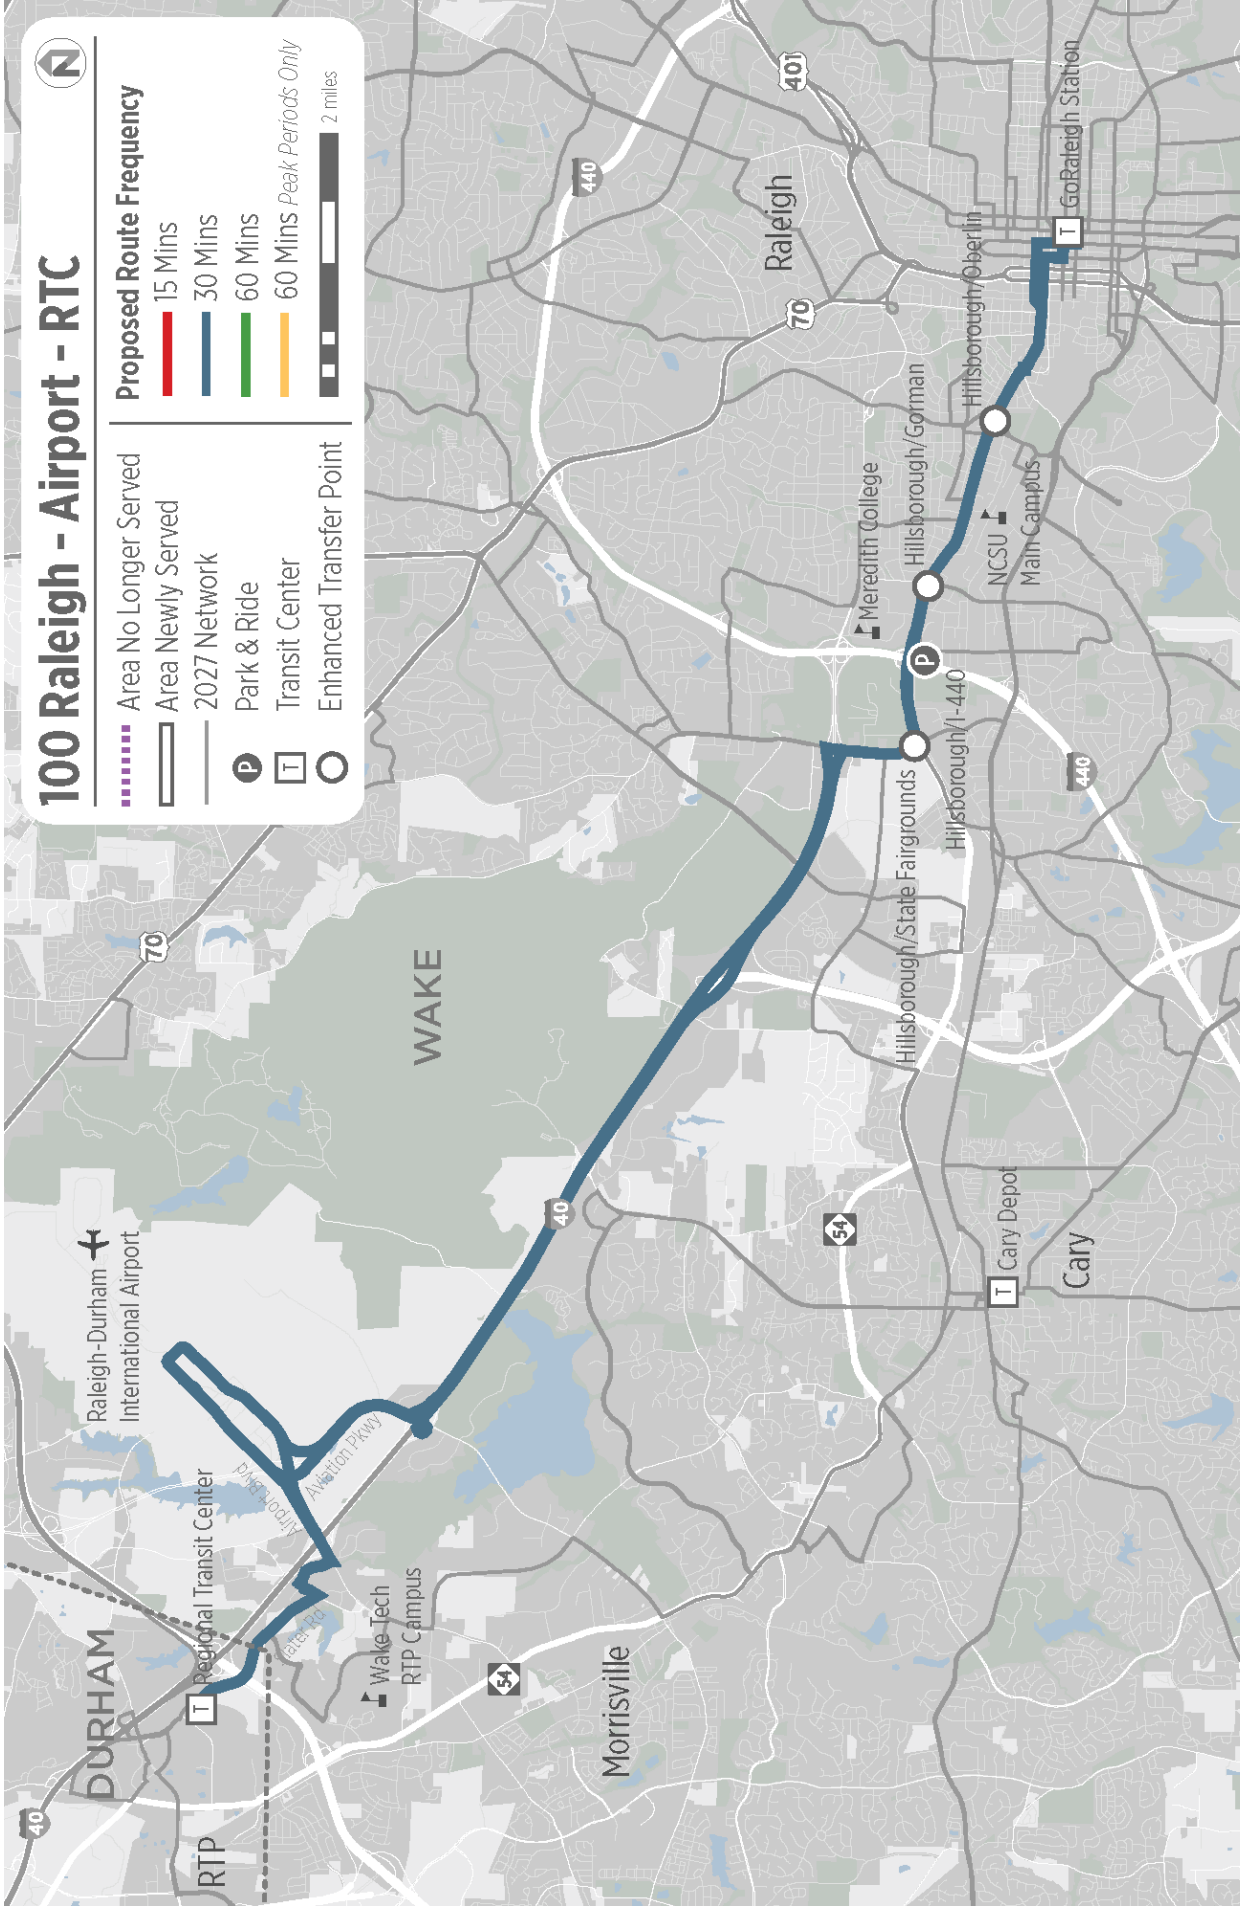 100 Raleigh - Airport - RTC
N
Area No Longer Served
Area Newly Served
2027 Network
P
Park & Ride
T
Transit Center
Enhanced Transfer Point
Proposed Route Frequency
15 Mins
30 Mins
60 Mins
60 Mins Peak Periods Only
2 miles
40
DURHAM
RTP
T
Regional Transit Center
Raleigh-Durham
International Airport
Airport Blvd
Aviation Pkwy
Slater Rd
Wake Tech
RTP Campus
54
Morrisville
70
WAKE
40
54
T
Cary Depot
Cary
Hillsborough/State Fairgrounds
Hillsborough/I-440
P
440
Meredith College
Hillsborough/Gorman
NCSU
Main Campus
Hillsborough/Oberlin
440
70
Raleigh
401
T
GoRaleigh Station